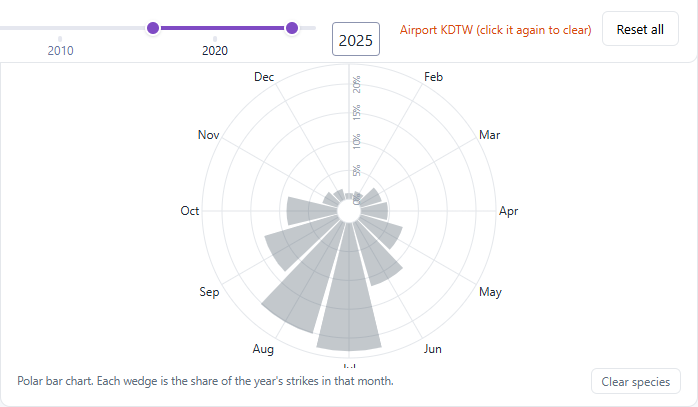 2025
Airport KDTW (click it again to clear)
Reset all
2010
2020
Dec
Feb
20%
15%
10%
5%
0%
Nov
Mar
Oct
Apr
Sep
May
Aug
Jun
Polar bar chart. Each wedge is the share of the year's strikes in that month.
Clear species